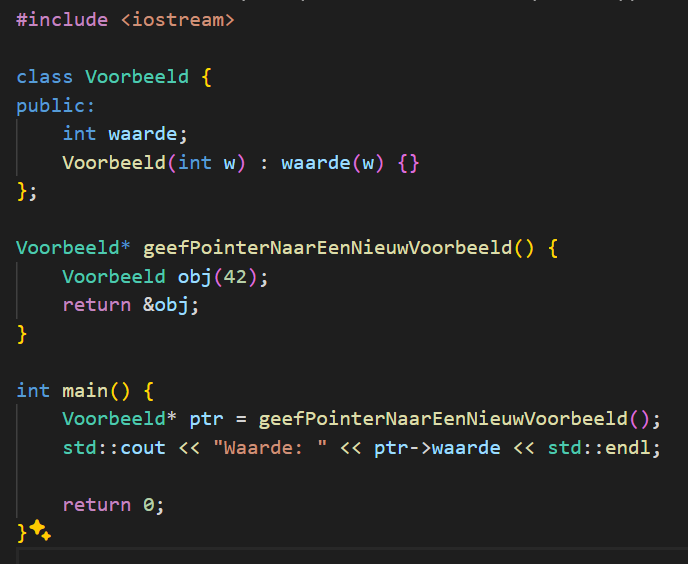 #include <iostream>
class Voorbeeld {
public:
    int waarde;
    Voorbeeld(int w) : waarde(w) {}
};
Voorbeeld* geefPointerNaarEenNieuwVoorbeeld() {
    Voorbeeld obj(42);
    return &obj;
}
int main() {
    Voorbeeld* ptr = geefPointerNaarEenNieuwVoorbeeld();
    std::cout << "Waarde: " << ptr->waarde << std::endl;
    return 0;
}